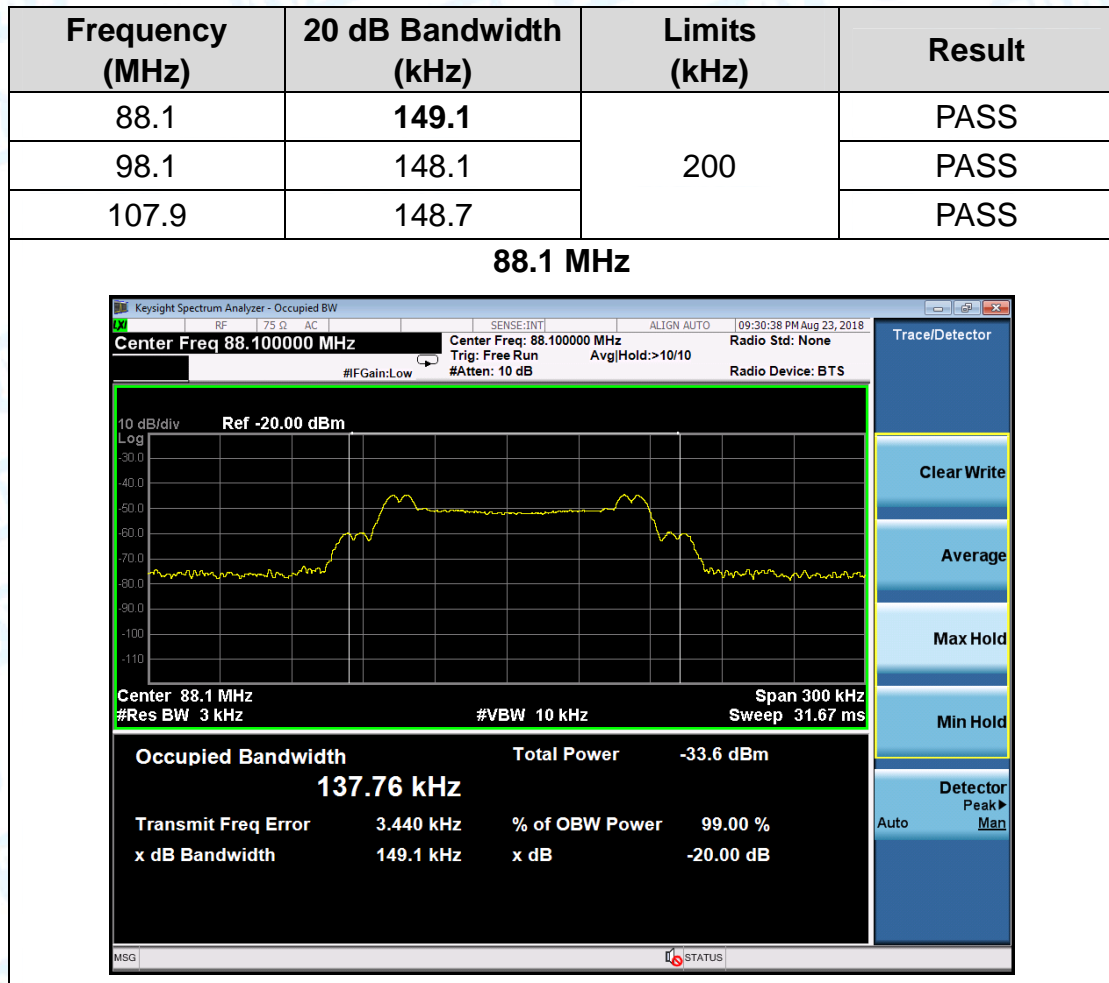 Frequency (MHz) 20 dB Bandwidth (kHz) Limits (kHz) Result
88.1 149.1 200 PASS
98.1 148.1 PASS
107.9 148.7 PASS
88.1 MHz
Keysight Spectrum Analyzer - Occupied BW
LXI RF 75 Ω AC SENSE:INT ALIGN AUTO 09:30:38 PM Aug 23, 2018
Center Freq 88.100000 MHz
Center Freq: 88.100000 MHz Radio Std: None
Trig: Free Run Avg|Hold:>10/10
#IFGain:Low #Atten: 10 dB Radio Device: BTS
10 dB/div Ref -20.00 dBm
Log
-30.0
-40.0
-50.0
-60.0
-70.0
-80.0
-90.0
-100
-110
Center 88.1 MHz Span 300 kHz
#Res BW 3 kHz #VBW 10 kHz Sweep 31.67 ms
Occupied Bandwidth Total Power -33.6 dBm
137.76 kHz
Transmit Freq Error 3.440 kHz % of OBW Power 99.00 %
x dB Bandwidth 149.1 kHz x dB -20.00 dB
MSG STATUS
Trace/Detector
Clear Write
Average
Max Hold
Min Hold
Detector
Peak▶
Auto Man